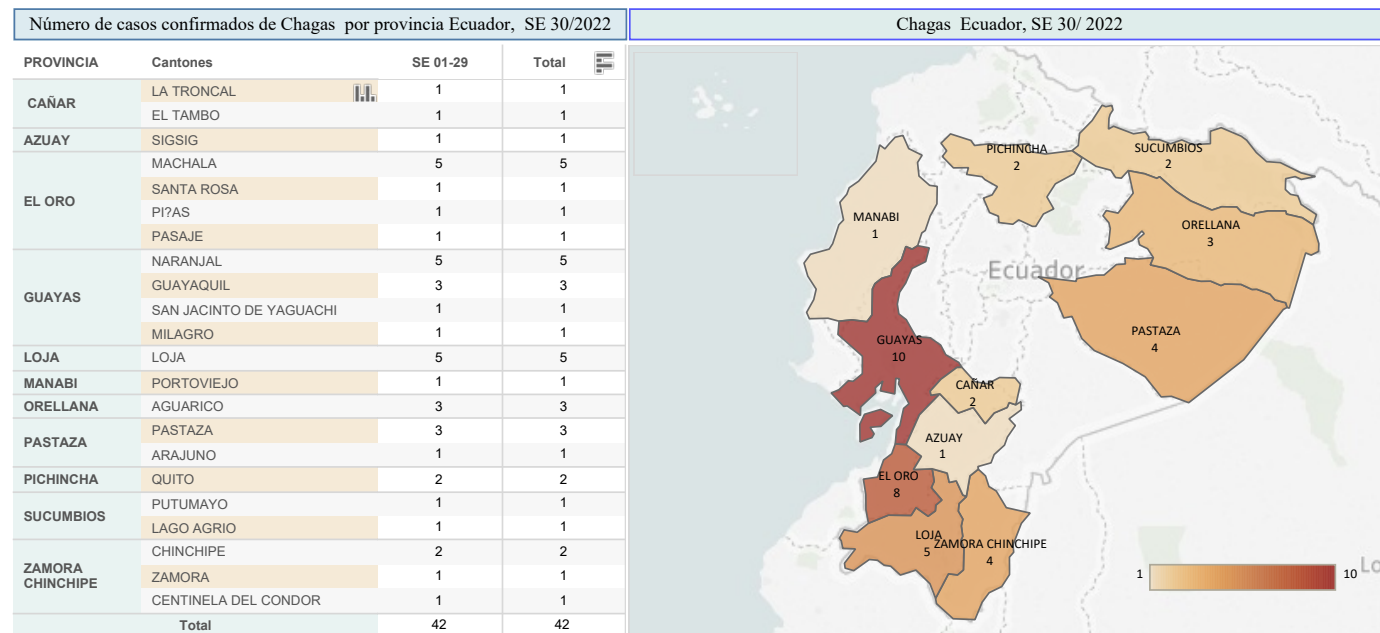 Número de casos confirmados de Chagas por provincia Ecuador, SE 30/2022
PROVINCIA Cantones SE 01-29 Total
CAÑAR LA TRONCAL 1 1
EL TAMBO 1 1
AZUAY SIGSIG 1 1
EL ORO MACHALA 5 5
SANTA ROSA 1 1
PI?AS 1 1
PASAJE 1 1
GUAYAS NARANJAL 5 5
GUAYAQUIL 3 3
SAN JACINTO DE YAGUACHI 1 1
MILAGRO 1 1
LOJA LOJA 5 5
MANABI PORTOVIEJO 1 1
ORELLANA AGUARICO 3 3
PASTAZA PASTAZA 3 3
ARAJUNO 1 1
PICHINCHA QUITO 2 2
SUCUMBIOS PUTUMAYO 1 1
LAGO AGRIO 1 1
ZAMORA CHINCHIPE CHINCHIPE 2 2
ZAMORA 1 1
CENTINELA DEL CONDOR 1 1
Total 42 42
Chagas Ecuador, SE 30/ 2022
PICHINCHA
2
SUCUMBIOS
2
MANABI
1
ORELLANA
3
Ecuador
PASTAZA
4
GUAYAS
10
CAÑAR
2
AZUAY
1
EL ORO
8
LOJA
5
ZAMORA CHINCHIPE
4
1 10
Lo